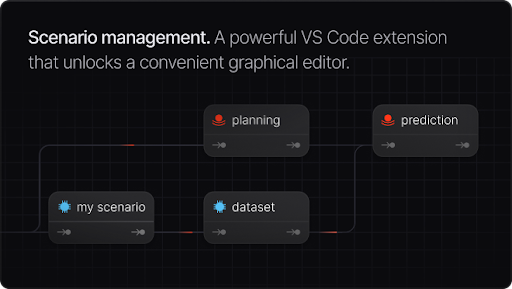 Scenario management. A powerful VS Code extension
that unlocks a convenient graphical editor.
planning
prediction
my scenario
dataset